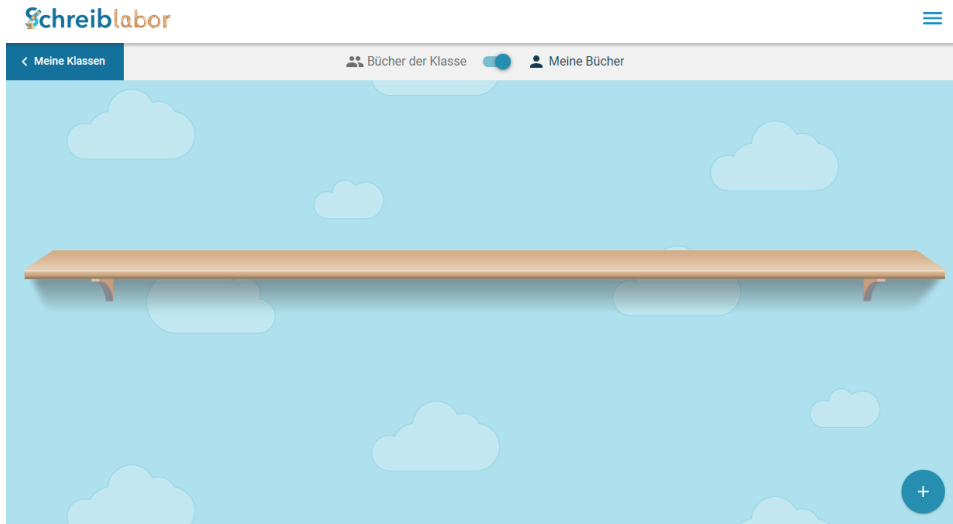 Schreiblabor
Meine Klassen
Bücher der Klasse
Meine Bücher